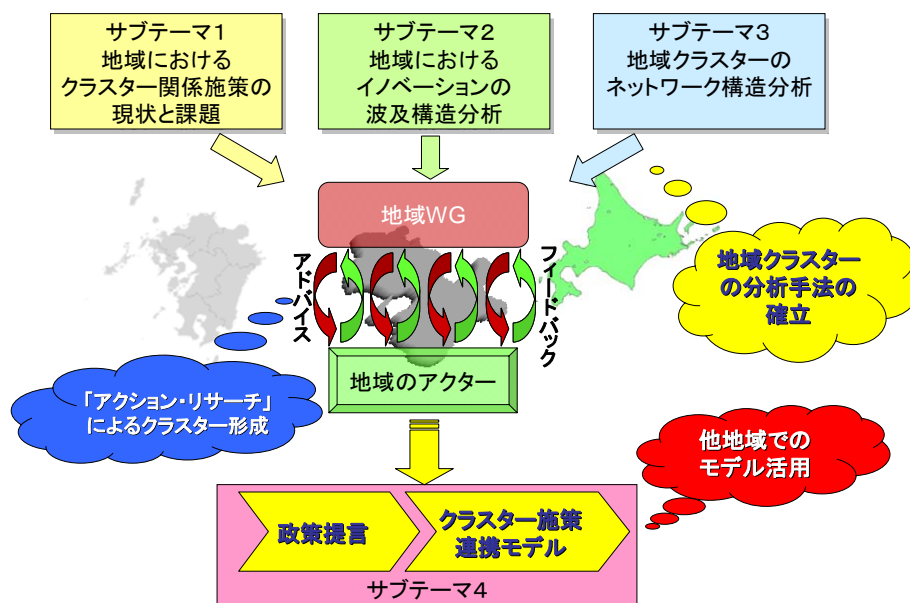 サブテーマ1
地域における
クラスター関係施策の
現状と課題
サブテーマ2
地域における
イノベーションの
波及構造分析
サブテーマ3
地域クラスターの
ネットワーク構造分析
地域WG
アドバイス
フィードバック
地域クラスター
の分析手法の
確立
地域のアクター
「アクション・リサーチ」
によるクラスター形成
他地域での
モデル活用
政策提言
クラスター施策
連携モデル
サブテーマ4